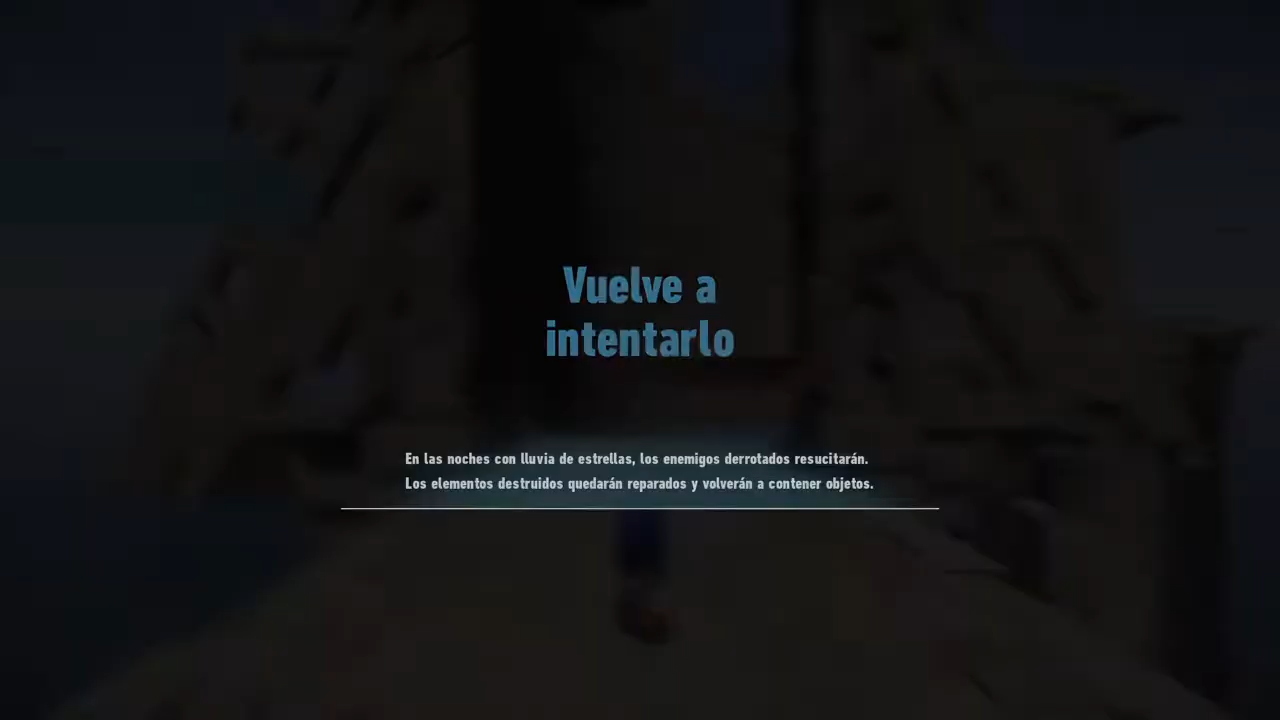 Vuelve a
intentarlo
En las noches con lluvia de estrellas, los enemigos derrotados resucitarán.
Los elementos destruidos quedarán reparados y volverán a contener objetos.